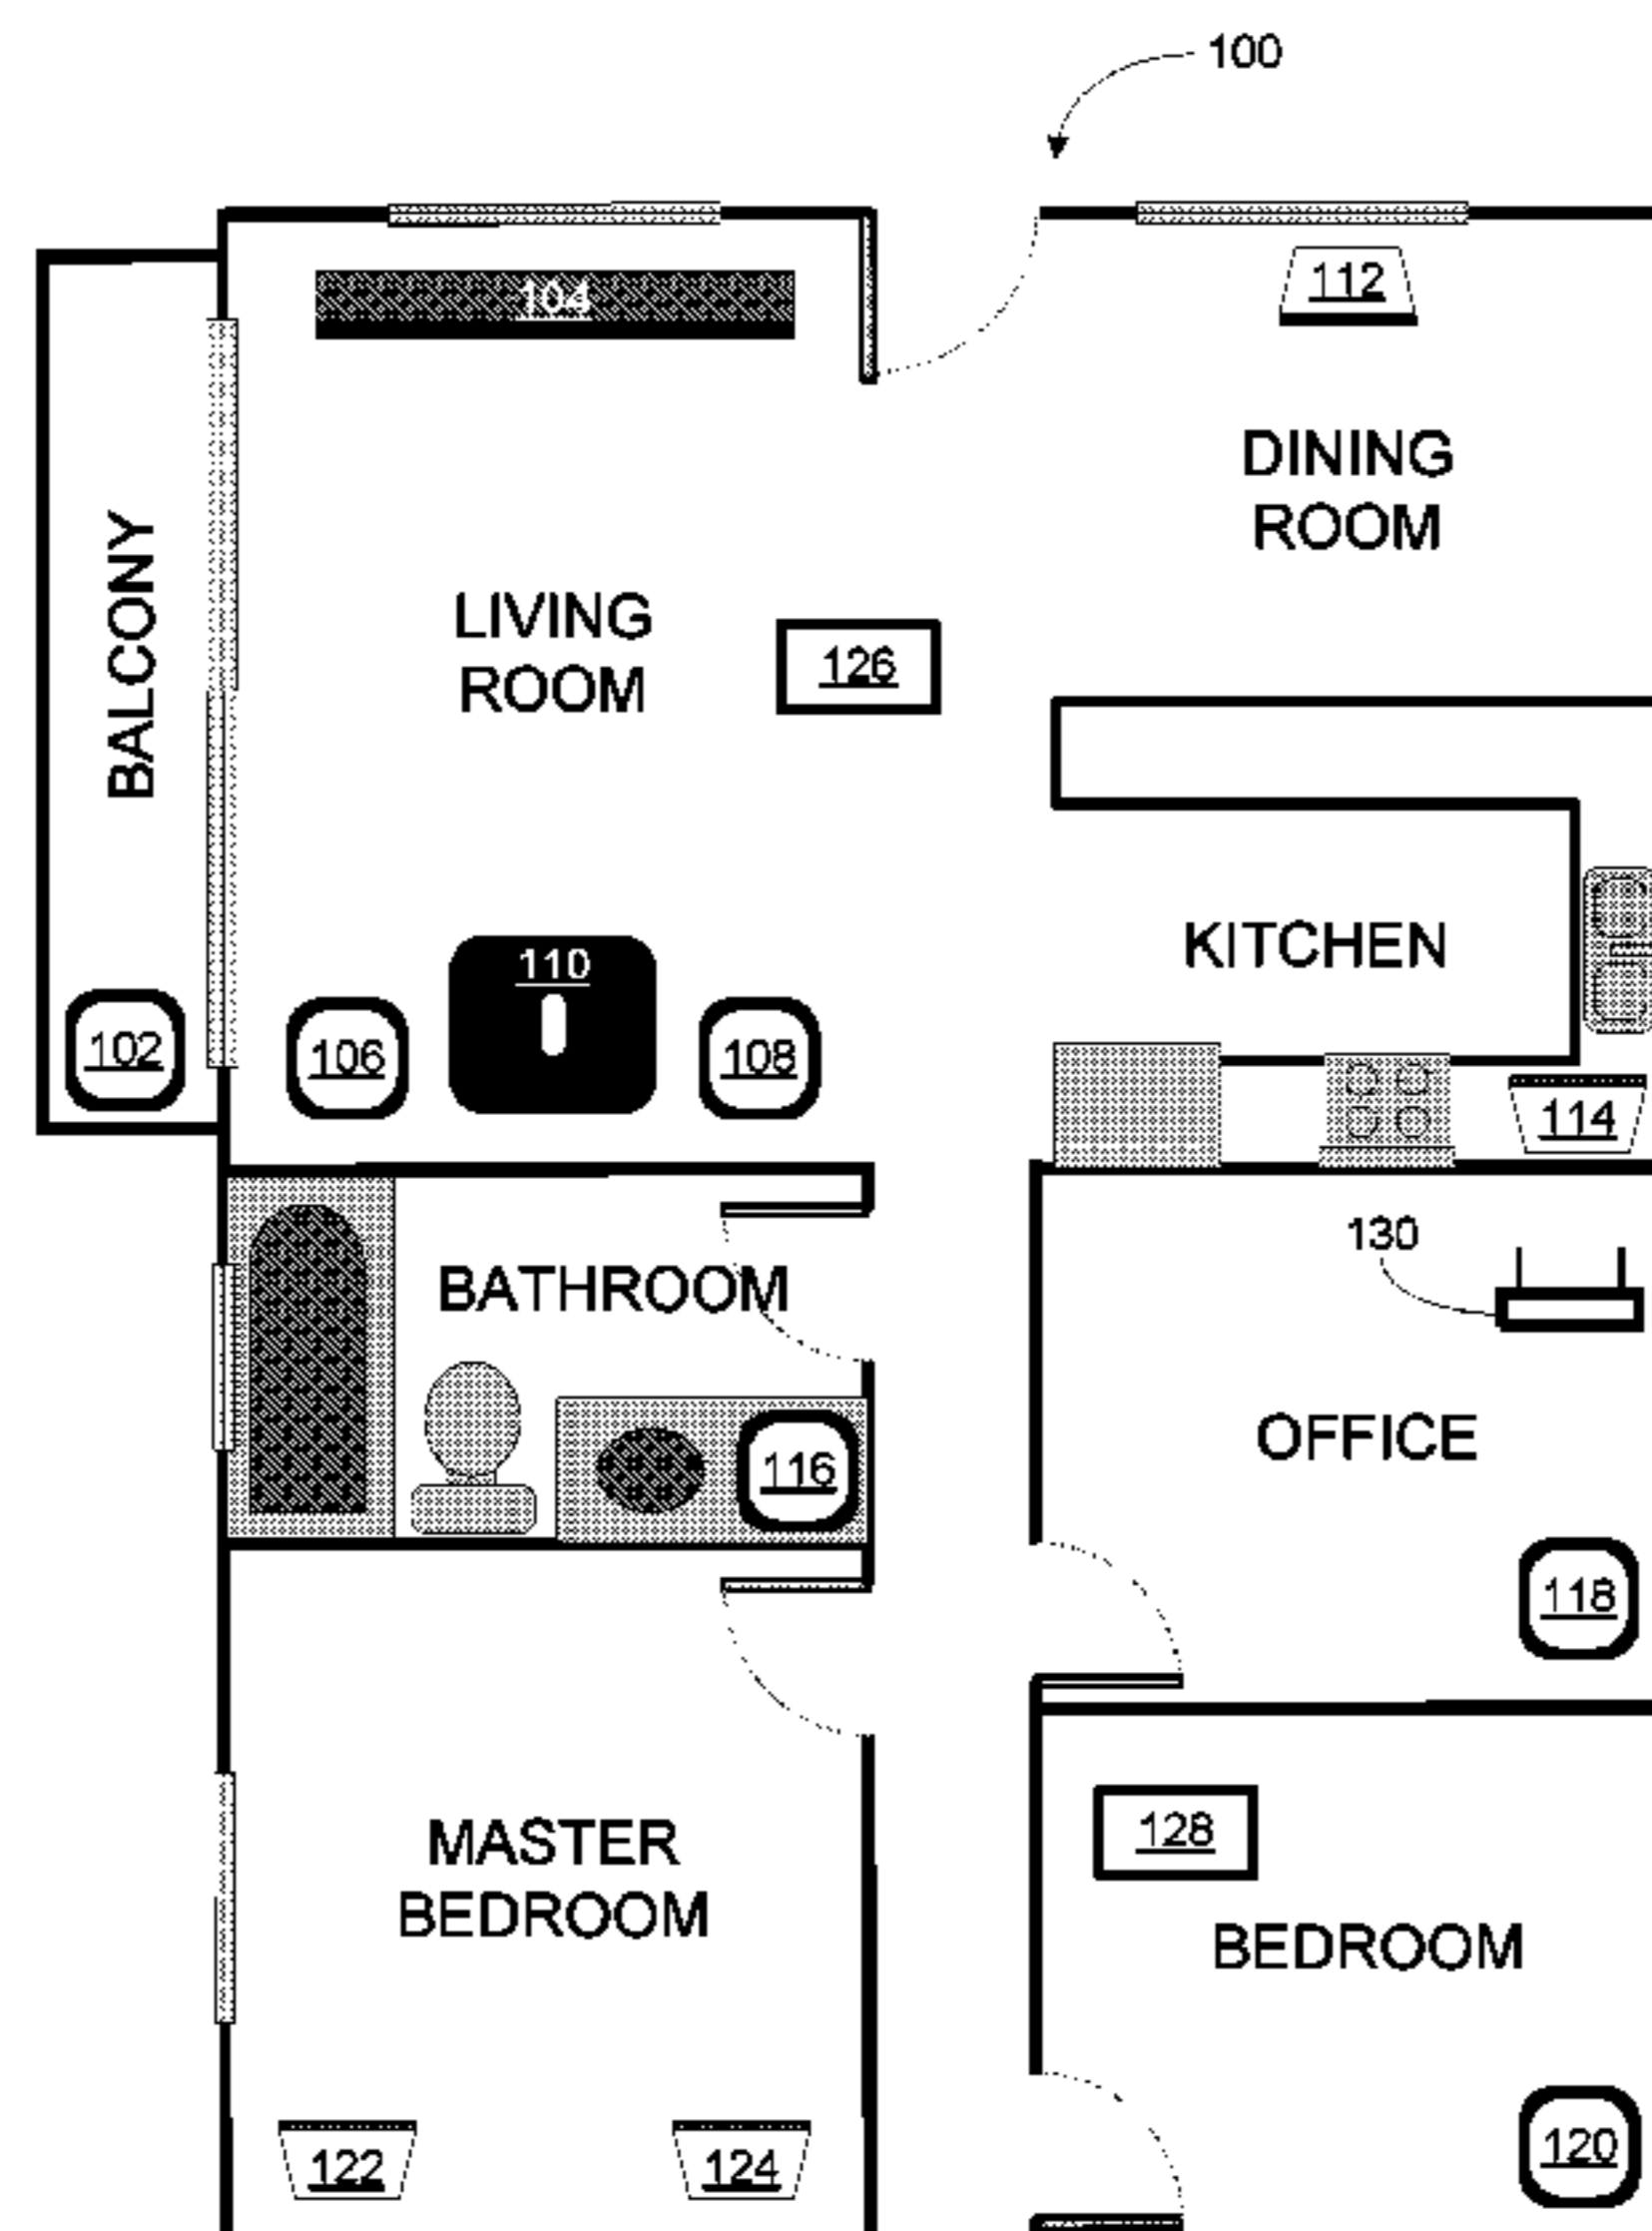 100
104
112
DINING
ROOM
BALCONY
LIVING
ROOM
126
KITCHEN
110
102
106
108
114
130
BATHROOM
OFFICE
116
118
128
MASTER
BEDROOM
BEDROOM
120
122
124